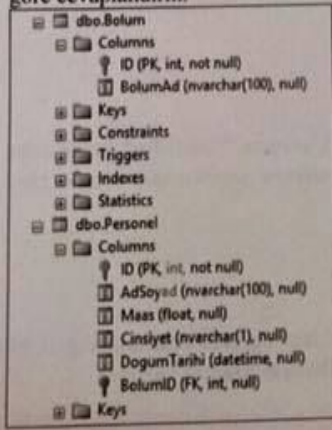 dbo.Bolum
Columns
ID (PK, int, not null)
BolumAd (nvarchar(100), null)
Keys
Constraints
Triggers
Indexes
Statistics
dbo.Personel
Columns
ID (PK, int, not null)
AdSoyad (nvarchar(100), null)
Maas (float, null)
Cinsiyet (nvarchar(1), null)
DogumTarihi (datetime, null)
BolumID (FK, int, null)
Keys